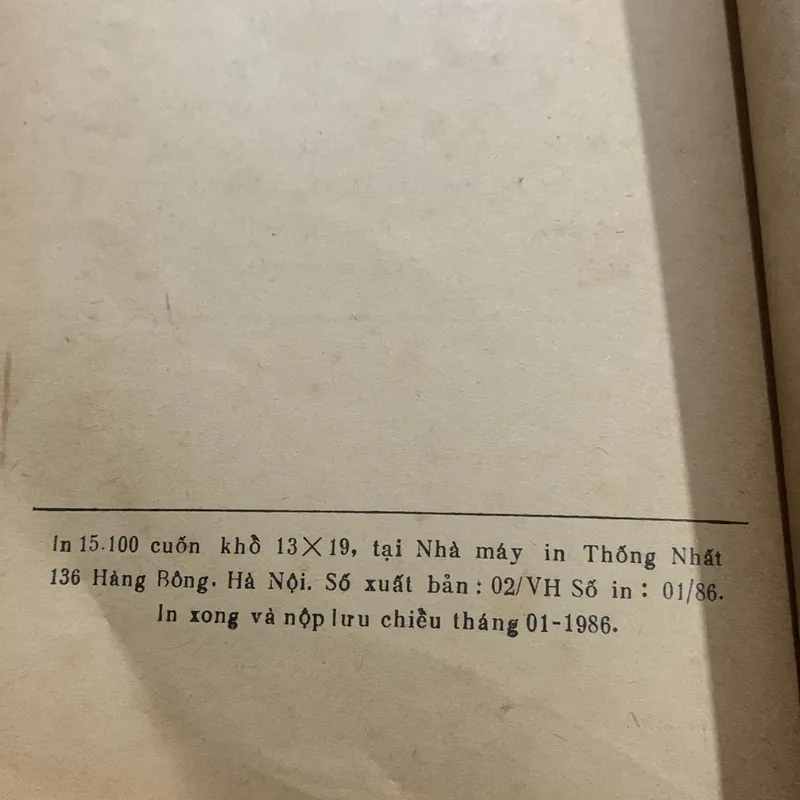 In 15.100 cuốn khổ 13×19, tại Nhà máy in Thống Nhất
136 Hàng Bông. Hà Nội. Số xuất bản : 02/VH Số in : 01/86.
In xong và nộp lưu chiều tháng 01-1986.